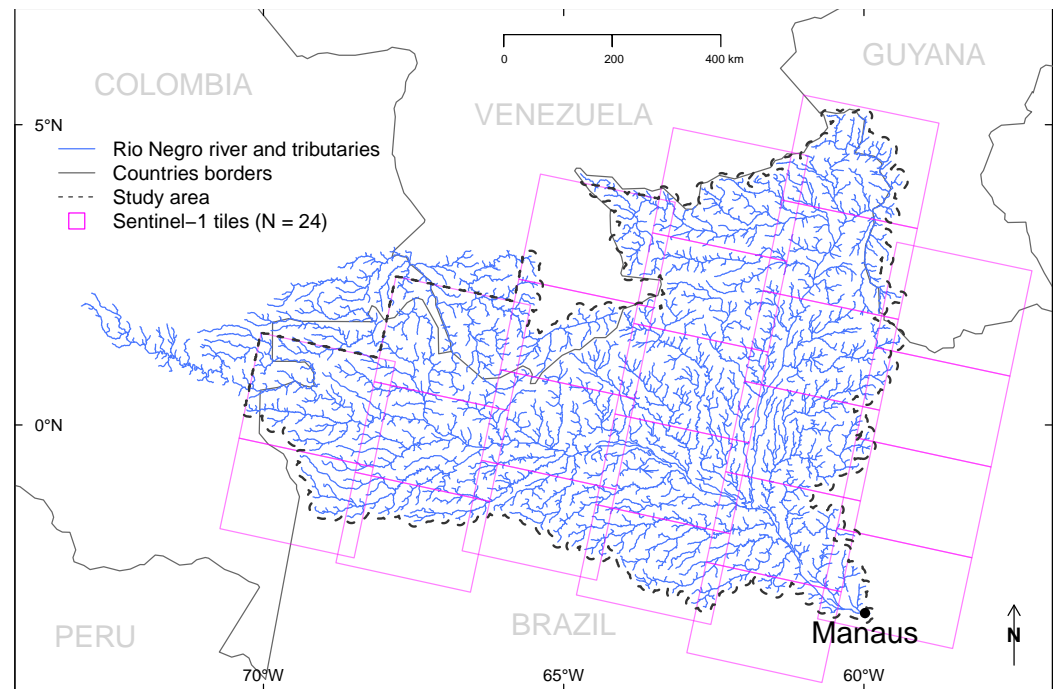 GUYANA
COLOMBIA
VENEZUELA
0 200 400 km
5°N
Rio Negro river and tributaries
Countries borders
Study area
Sentinel−1 tiles (N = 24)
0°N
BRAZIL
PERU
Manaus
N
70°W 65°W 60°W